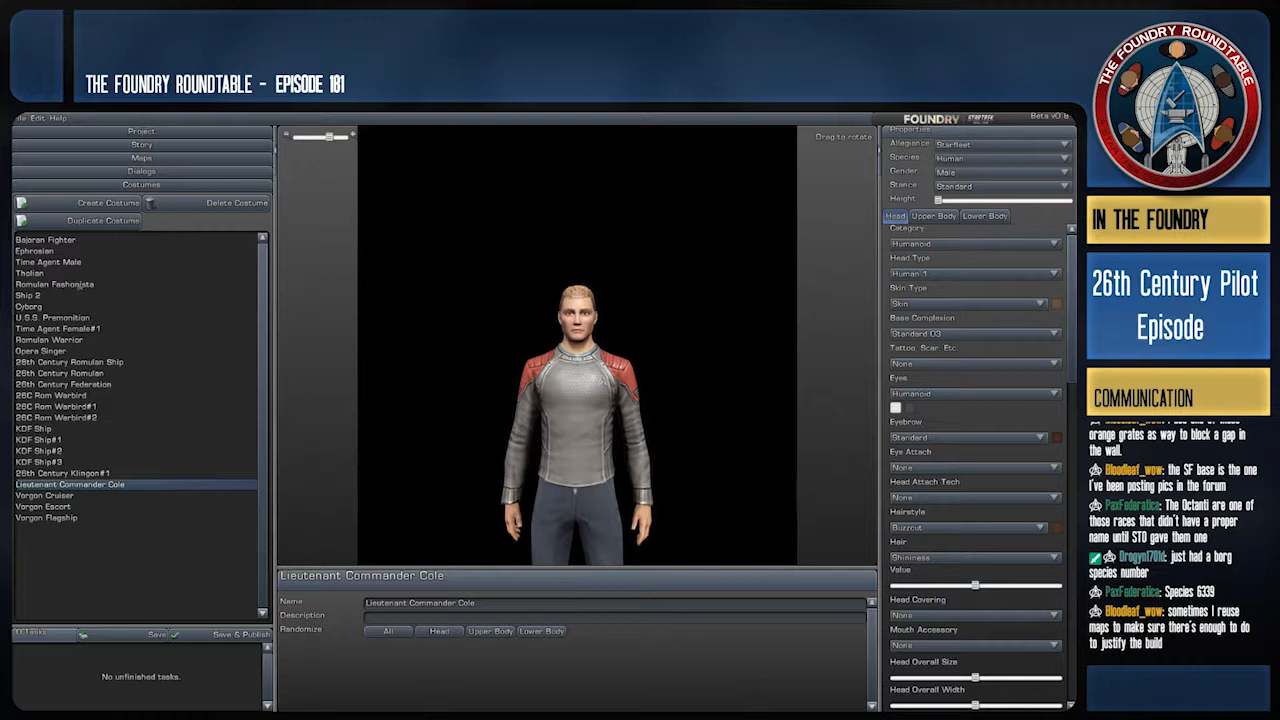 THE FOUNDRY ROUNDTABLE - EPISODE 181
THE FOUNDRY ROUNDTABLE
IN THE FOUNDRY
26th Century Pilot
Episode
COMMUNICATION
orange grates as way to block a gap in
the wall.
Bloodleaf_wow: the SF base is the one
I've been posting pics in the forum
PaxFederatica: The Octanti are one of
those races that didn't have a proper
name until STO gave them one
Drogyn1701d: just had a borg
species number
PaxFederatica: Species 6339
Bloodleaf_wow: sometimes I reuse
maps to make sure there's enough to do
to justify the build
Edit Help
Project
Story
Maps
Dialogs
Costumes
Create Costume
Delete Costume
Duplicate Costume
Bajoran Fighter
Ephrosian
Time Agent Male
Tholian
Romulan Fashonista
Ship 2
Cyborg
U.S.S. Premonition
Time Agent Female#1
Romulan Warrior
Opera Singer
26th Century Romulan Ship
26th Century Romulan
26th Century Federation
26C Rom Warbird
26C Rom Warbird#1
26C Rom Warbird#2
KDF Ship
KDF Ship#1
KDF Ship#2
KDF Ship#3
26th Century Klingon#1
Lieutenant Commander Cole
Vorgon Cruiser
Vorgon Escort
Vorgon Flagship
Tasks
Save
Save & Publish
No unfinished tasks.
Drag to rotate
Lieutenant Commander Cole
Name
Lieutenant Commander Cole
Description
Randomize
All
Head
Upper Body
Lower Body
FOUNDRY
STAR TREK
Properties
Allegiance
Starfleet
Species
Human
Gender
Male
Stance
Standard
Height
Head
Upper Body
Lower Body
Category
Humanoid
Head Type
Human 1
Skin Type
Skin
Base Complexion
Standard 03
Tattoo, Scar, Etc.
None
Eyes
Humanoid
Eyebrow
Standard
Eye Attach
None
Head Attach Tech
None
Hairstyle
Buzzcut
Hair
Shininess
Value
Head Covering
None
Mouth Accessory
None
Head Overall Size
Head Overall Width